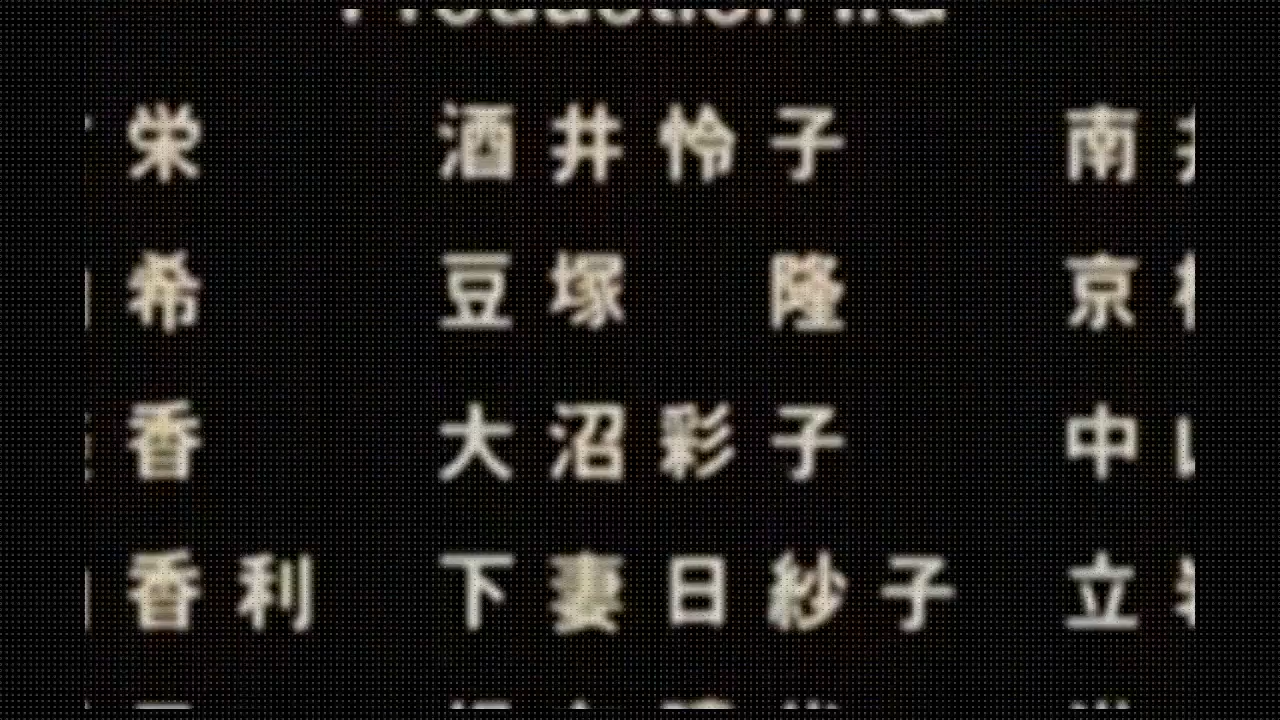 Production I.G
栄 酒井怜子 南
希 豆塚 隆 京
香 大沼彩子 中
香利 下妻日紗子 立